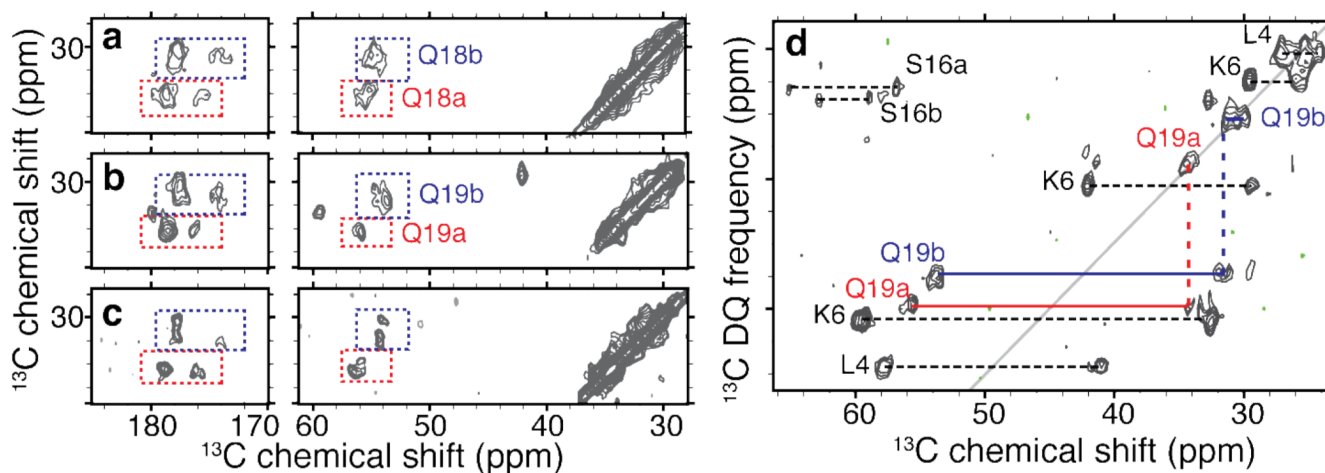 a
30
Q18b
Q18a
b
30
Q19b
Q19a
c
30
180
170
60
50
40
30
¹³C chemical shift (ppm)
¹³C chemical shift (ppm)
d
L4
K6
S16a
S16b
Q19b
Q19a
K6
Q19b
Q19a
K6
L4
60
50
40
30
¹³C DQ frequency (ppm)
¹³C chemical shift (ppm)